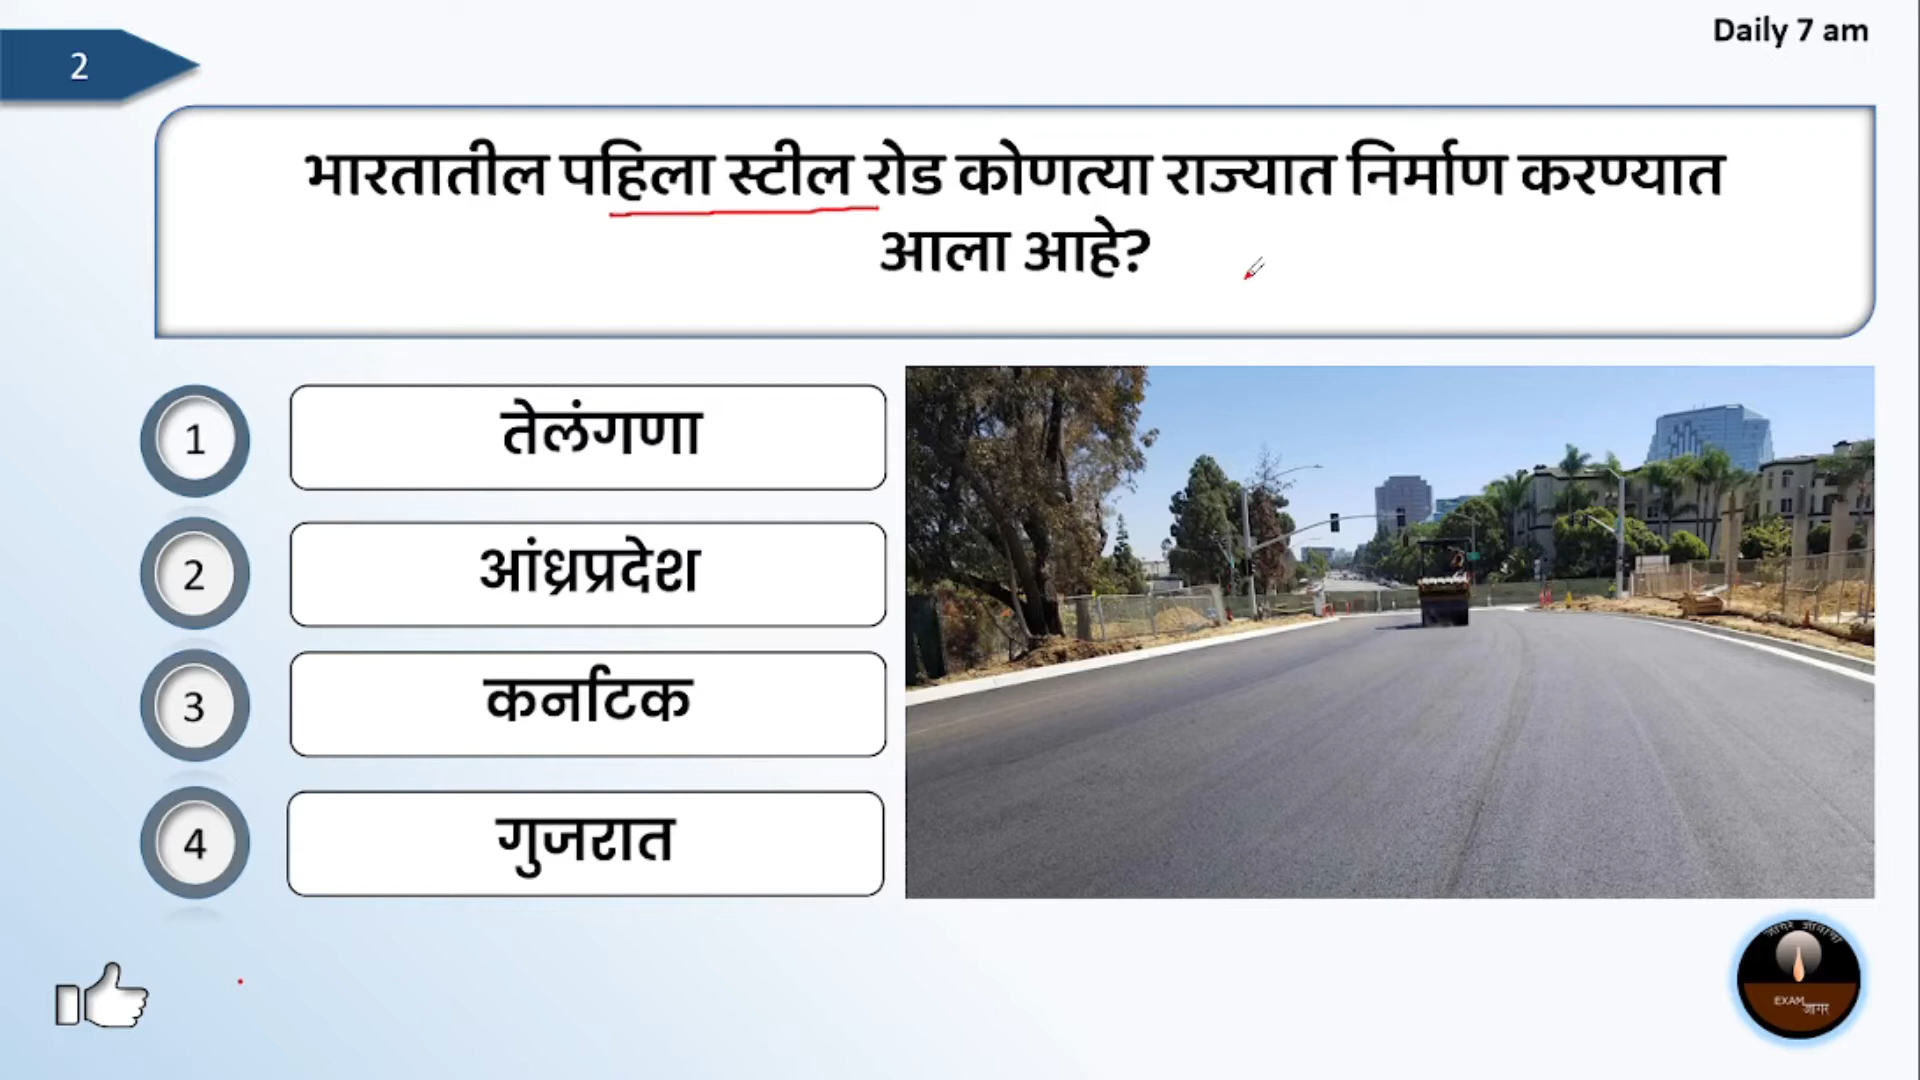 Daily 7 am
2
भारतातील पहिला स्टील रोड कोणत्या राज्यात निर्माण करण्यात
आला आहे?
1
तेलंगणा
2
आंध्रप्रदेश
3
कर्नाटक
4
गुजरात
EXAM
जागर